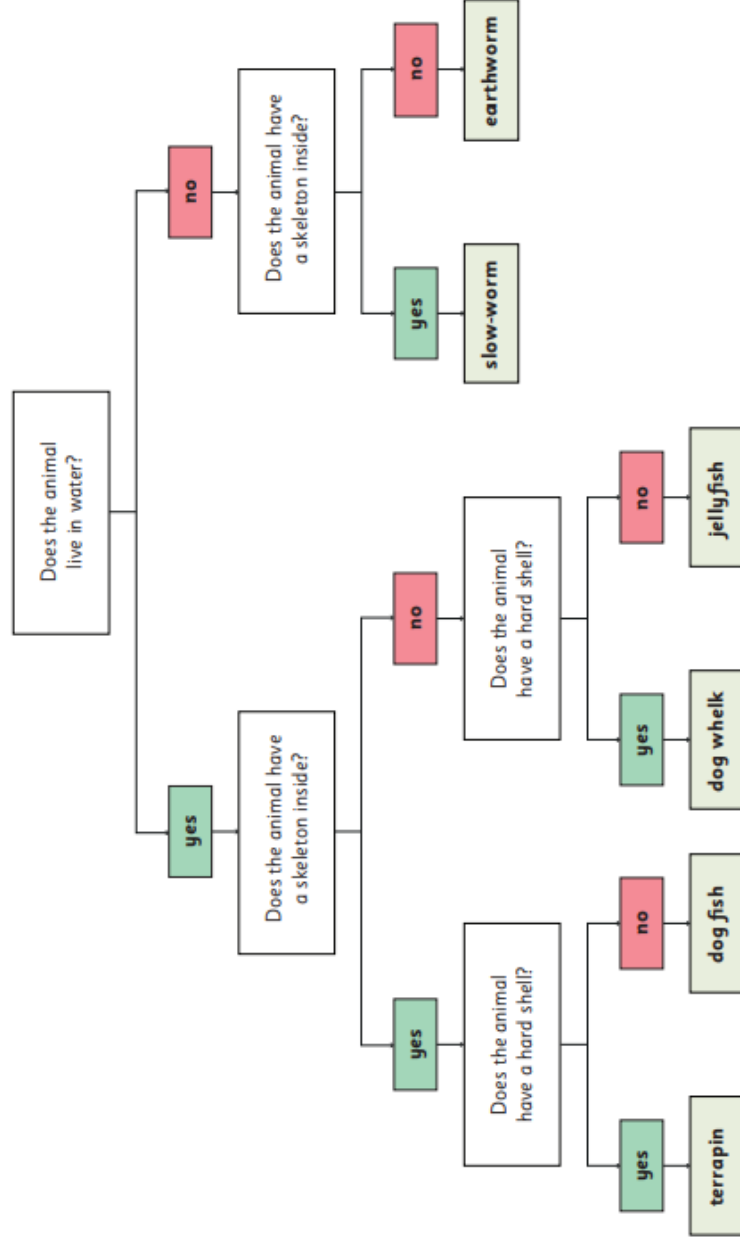 Does the animal
live in water?
yes
no
Does the animal have
a skeleton inside?
Does the animal have
a skeleton inside?
yes
no
yes
no
Does the animal
have a hard shell?
Does the animal
have a hard shell?
slow-worm
earthworm
yes
no
yes
no
terrapin
dog fish
dog whelk
jellyfish